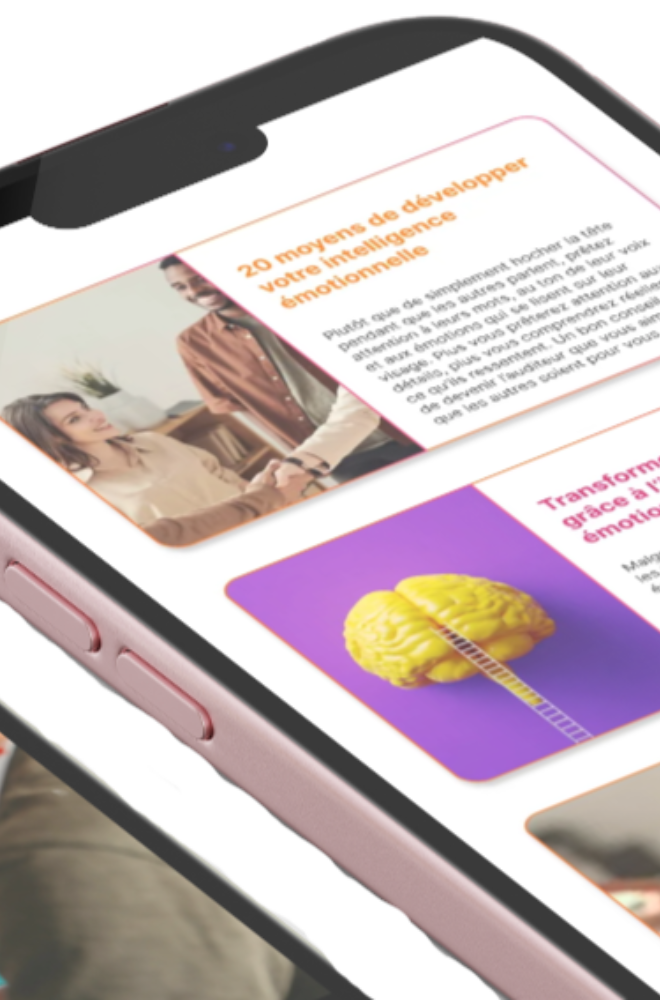 20 moyens de développer
votre intelligence
émotionnelle
Plutôt que de simplement hocher la tête
pendant que les autres parlent, prêtez
attention à leurs mots, au ton de leur voix
et aux émotions qui se lisent sur leur
visage. Plus vous prêterez attention aux
détails, plus vous comprendrez
ce qu'ils ressentent. Un bon conseil
de devenir l'auditeur que vous
que les autres soient pour vous
Transform
grâce à l'
émotio
Malg
les